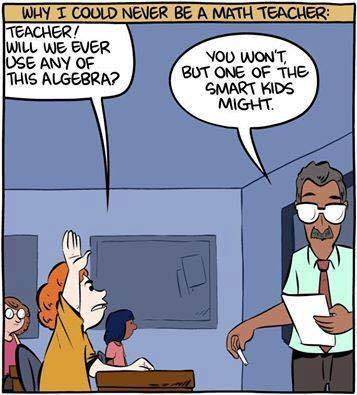 WHY I COULD NEVER BE A MATH TEACHER:
TEACHER!
WILL WE EVER
USE ANY OF
THIS ALGEBRA?
YOU WON'T,
BUT ONE OF THE
SMART KIDS
MIGHT.